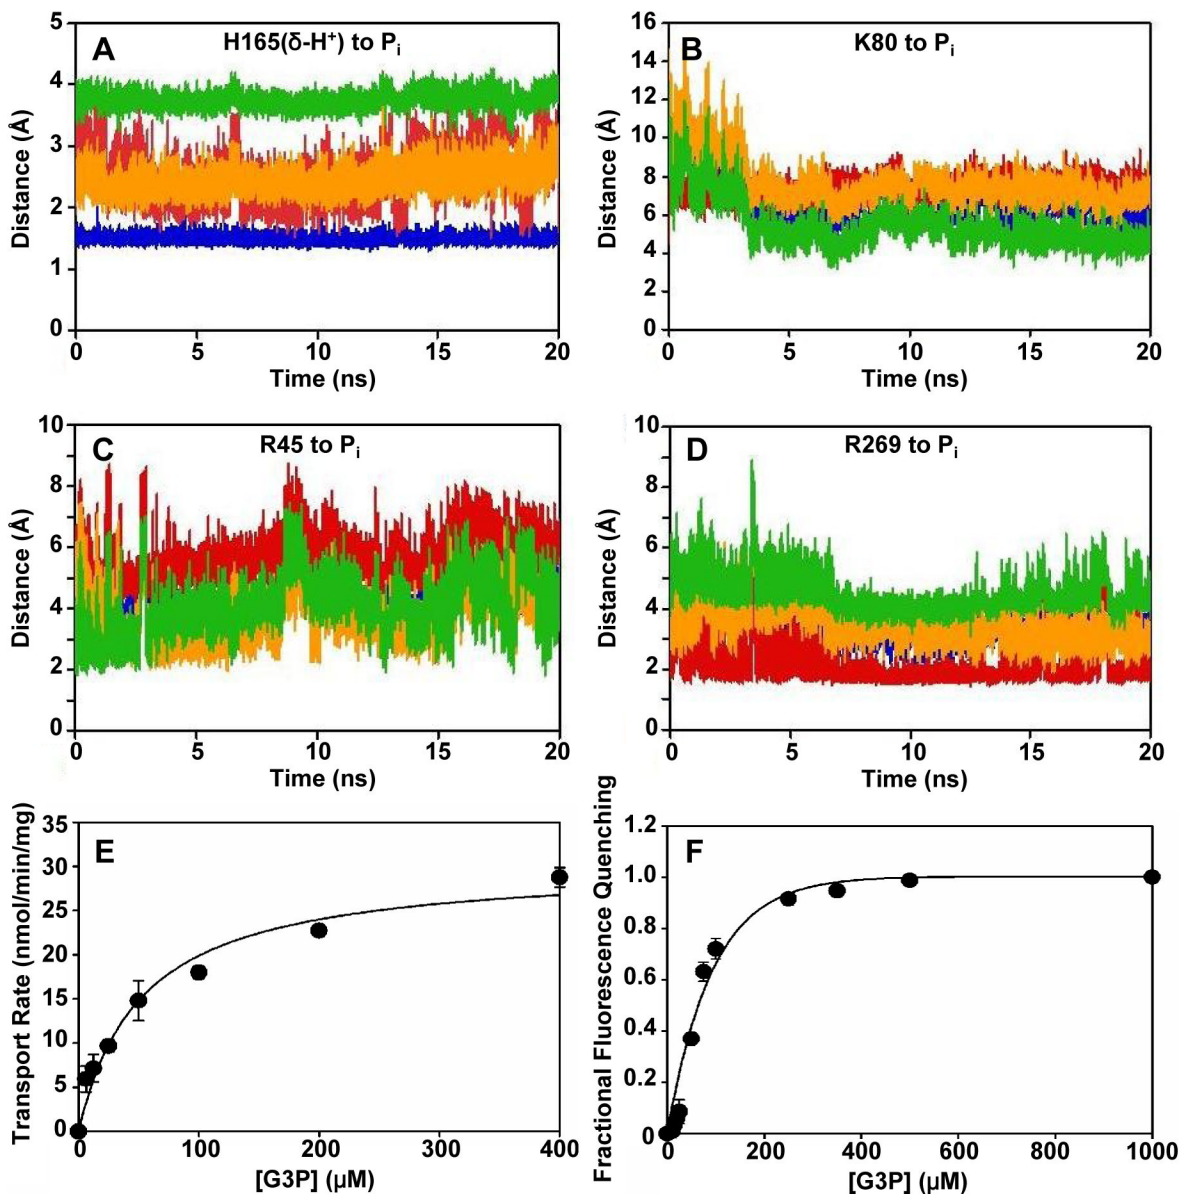 A
H165(δ-H⁺) to Pᵢ
Distance (Å)
5
4
3
2
1
0
0 5 10 15 20
Time (ns)
B
K80 to Pᵢ
Distance (Å)
16
14
12
10
8
6
4
2
0
0 5 10 15 20
Time (ns)
C
R45 to Pᵢ
Distance (Å)
10
8
6
4
2
0
0 5 10 15 20
Time (ns)
D
R269 to Pᵢ
Distance (Å)
10
8
6
4
2
0
0 5 10 15 20
Time (ns)
E
Transport Rate (nmol/min/mg)
35
30
25
20
15
10
5
0
0 100 200 300 400
[G3P] (µM)
F
Fractional Fluorescence Quenching
1.2
1.0
0.8
0.6
0.4
0.2
0
0 200 400 600 800 1000
[G3P] (µM)